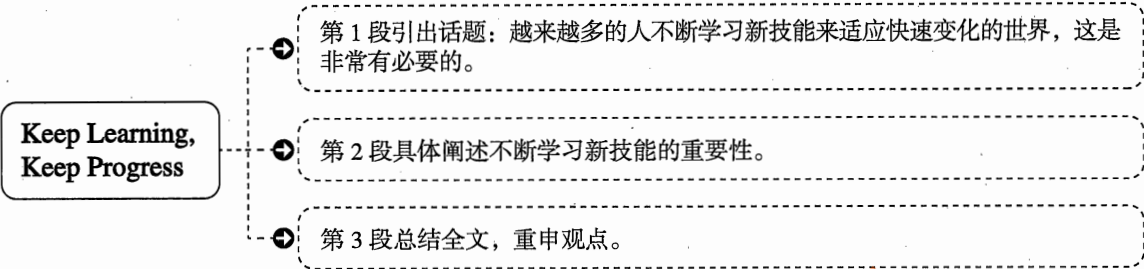 第1段引出话题：越来越多的人不断学习新技能来适应快速变化的世界，这是
非常有必要的。
Keep Learning,
Keep Progress
第2段具体阐述不断学习新技能的重要性。
第3段总结全文，重申观点。